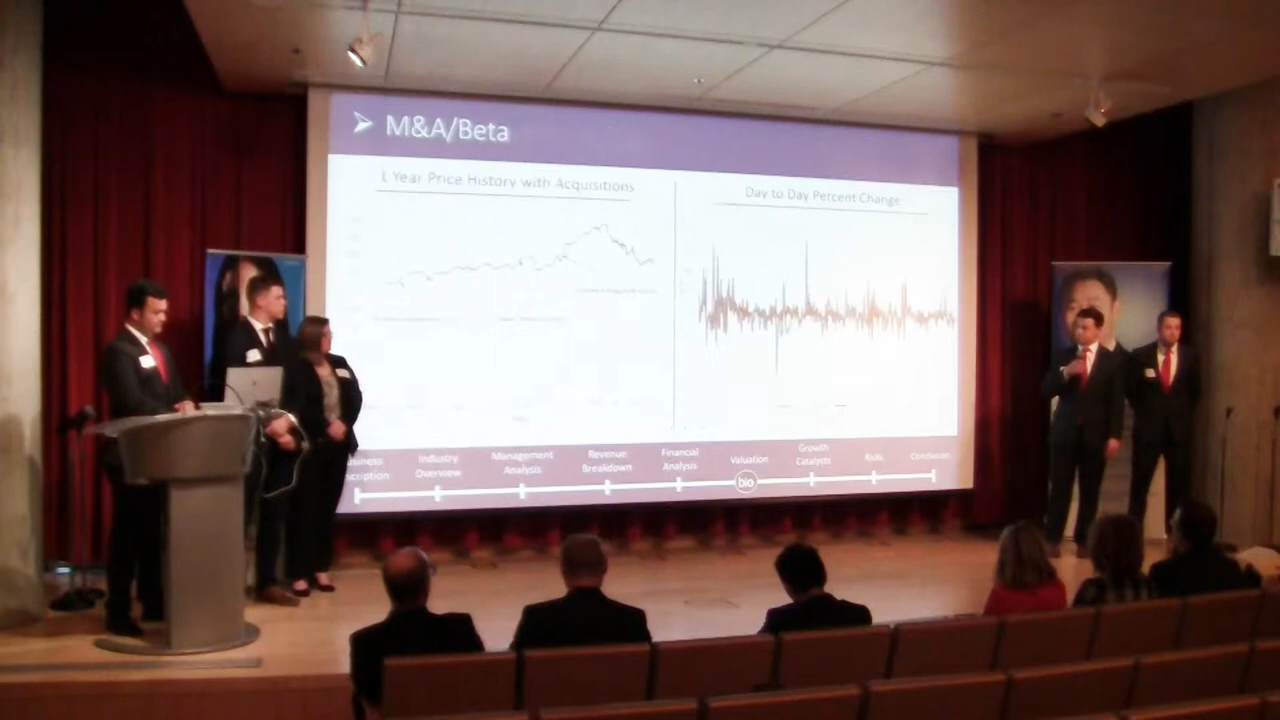 M&A/Beta
1 Year Price History with Acquisitions
Day to Day Percent Change
Industry
Overview
Management
Analysis
Revenue
Breakdown
Financial
Analysis
Valuation
bio
Growth
Catalysts
Risks
Conclusion